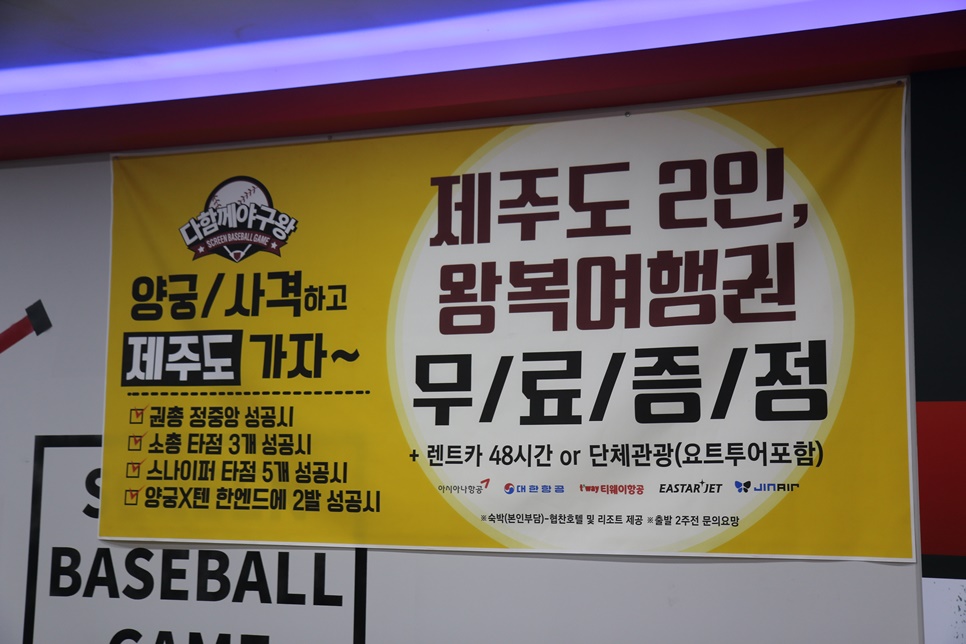 다함께야구왕
SCREEN BASEBALL GAME
양궁/사격하고
제주도 가자~
권총 정중앙 성공시
소총 타점 3개 성공시
스나이퍼 타점 5개 성공시
양궁X텐 한엔드에 2발 성공시
제주도 2인,
왕복여행권
무/료/증/정
+ 렌트카 48시간 or 단체관광(요트투어포함)
아시아나항공 대한항공 t'way 티웨이항공 EASTAR JET JINAIR
※숙박(본인부담)-협찬호텔 및 리조트 제공 ※출발 2주전 문의요망
BASEBALL
GAME